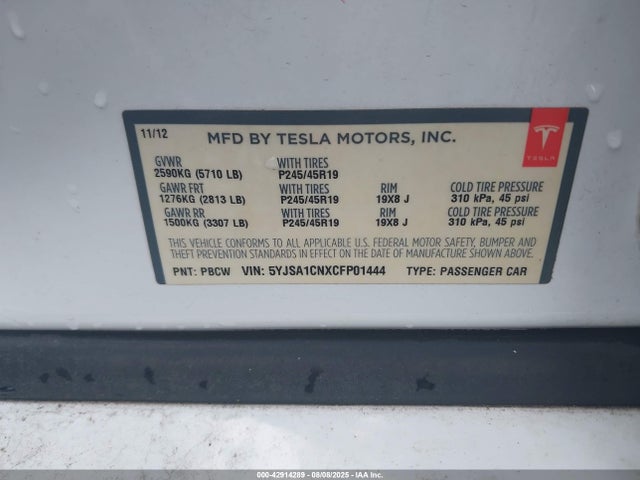 11/12 MFD BY TESLA MOTORS, INC.
TESLA
GVWR WITH TIRES
2590KG (5710 LB) P245/45R19
GAWR FRT WITH TIRES RIM COLD TIRE PRESSURE
1276KG (2813 LB) P245/45R19 19X8 J 310 kPa, 45 psi
GAWR RR WITH TIRES RIM COLD TIRE PRESSURE
1500KG (3307 LB) P245/45R19 19X8 J 310 kPa, 45 psi
THIS VEHICLE CONFORMS TO ALL APPLICABLE U.S. FEDERAL MOTOR SAFETY, BUMPER AND
THEFT PREVENTION STANDARDS IN EFFECT ON THE DATE OF MANUFACTURE SHOWN ABOVE.
PNT: PBCW VIN: 5YJSA1CNXCFP01444 TYPE: PASSENGER CAR
000-42914289 - 08/08/2025 - IAA Inc.